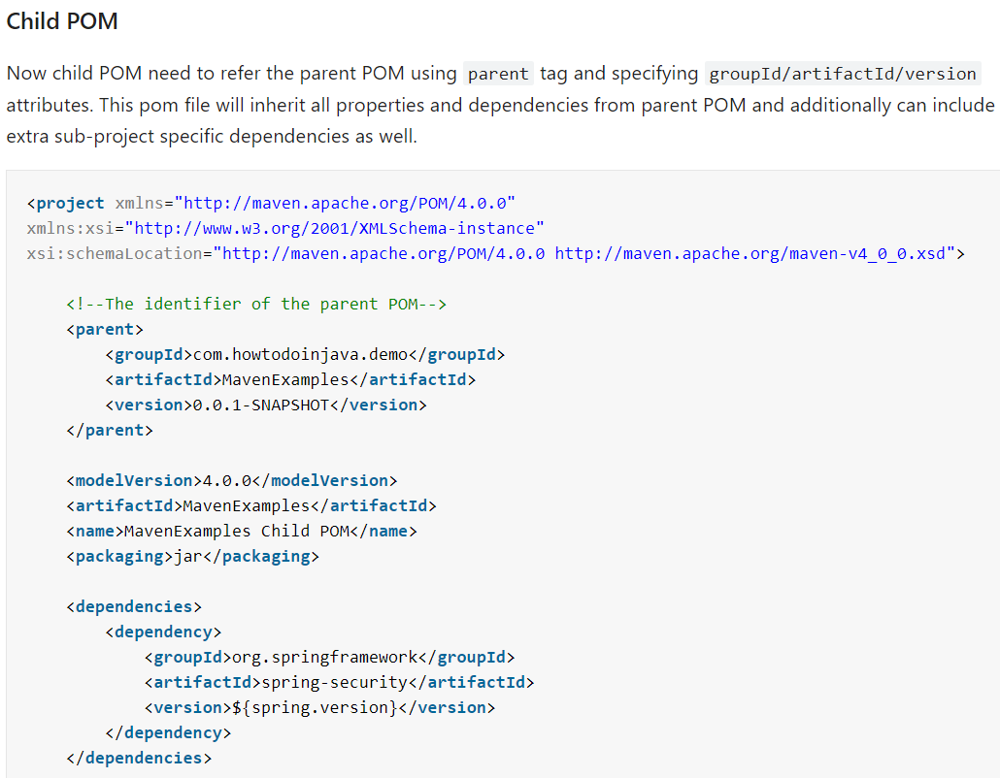 Child POM
Now child POM need to refer the parent POM using parent tag and specifying groupId/artifactId/version
attributes. This pom file will inherit all properties and dependencies from parent POM and additionally can include
extra sub-project specific dependencies as well.
<project xmlns="http://maven.apache.org/POM/4.0.0"
xmlns:xsi="http://www.w3.org/2001/XMLSchema-instance"
xsi:schemaLocation="http://maven.apache.org/POM/4.0.0 http://maven.apache.org/maven-v4_0_0.xsd">
<!--The identifier of the parent POM-->
<parent>
<groupId>com.howtodoinjava.demo</groupId>
<artifactId>MavenExamples</artifactId>
<version>0.0.1-SNAPSHOT</version>
</parent>
<modelVersion>4.0.0</modelVersion>
<artifactId>MavenExamples</artifactId>
<name>MavenExamples Child POM</name>
<packaging>jar</packaging>
<dependencies>
<dependency>
<groupId>org.springframework</groupId>
<artifactId>spring-security</artifactId>
<version>${spring.version}</version>
</dependency>
</dependencies>